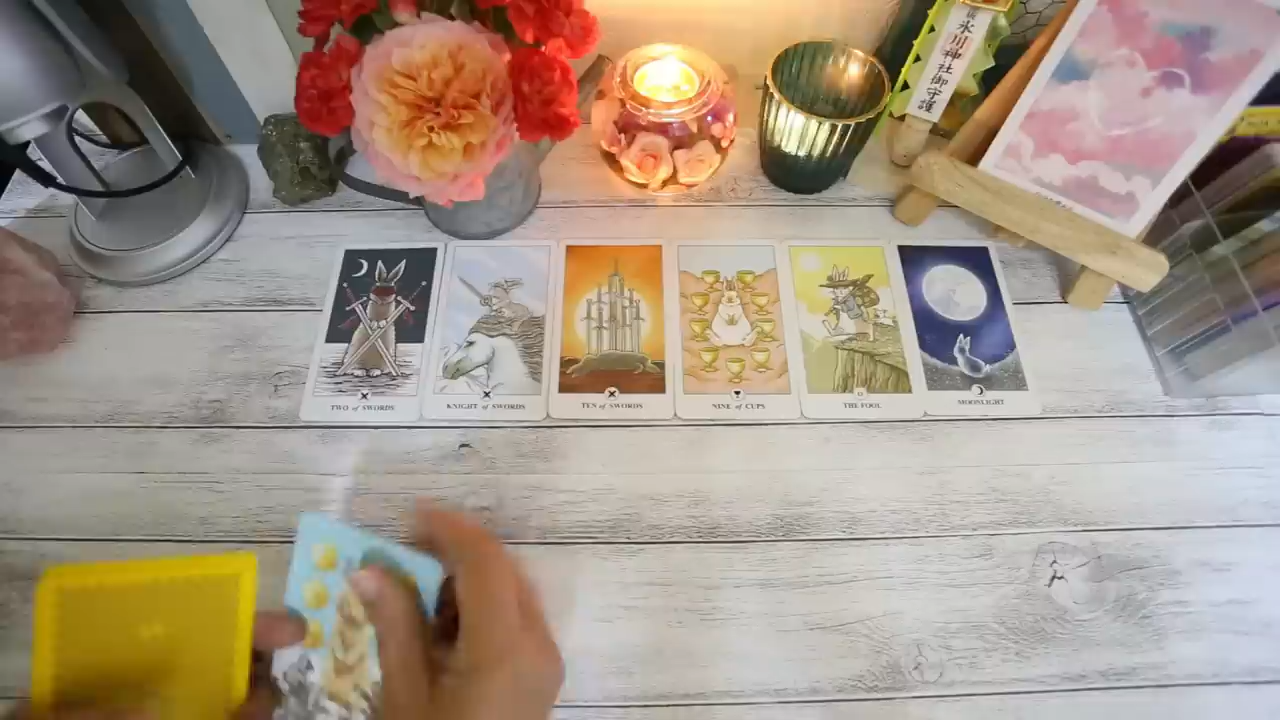 氷川神社御守護
TWO of SWORDS
KNIGHT of SWORDS
TEN of SWORDS
NINE of CUPS
THE FOOL
MOONLIGHT